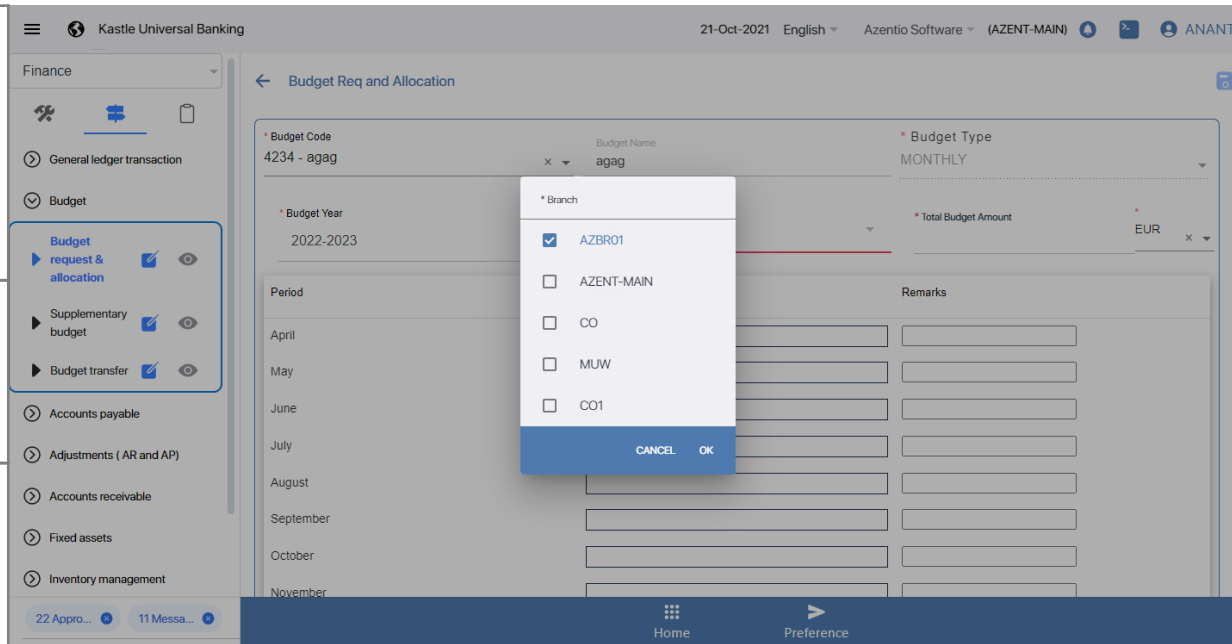 Kastle Universal Banking
21-Oct-2021 English Azentio Software (AZENT-MAIN) ANANT
Finance
Budget Req and Allocation
General ledger transaction
Budget
Budget
request &
allocation
Supplementary
budget
Budget transfer
Accounts payable
Adjustments ( AR and AP)
Accounts receivable
Fixed assets
Inventory management
22 Appro... 11 Messa...
* Budget Code
4234 - agag
Budget Name
agag
* Budget Type
MONTHLY
* Budget Year
2022-2023
* Total Budget Amount
*
EUR
Period
Remarks
April
May
June
July
August
September
October
November
* Branch
AZBR01
AZENT-MAIN
CO
MUW
CO1
CANCEL OK
Home Preference